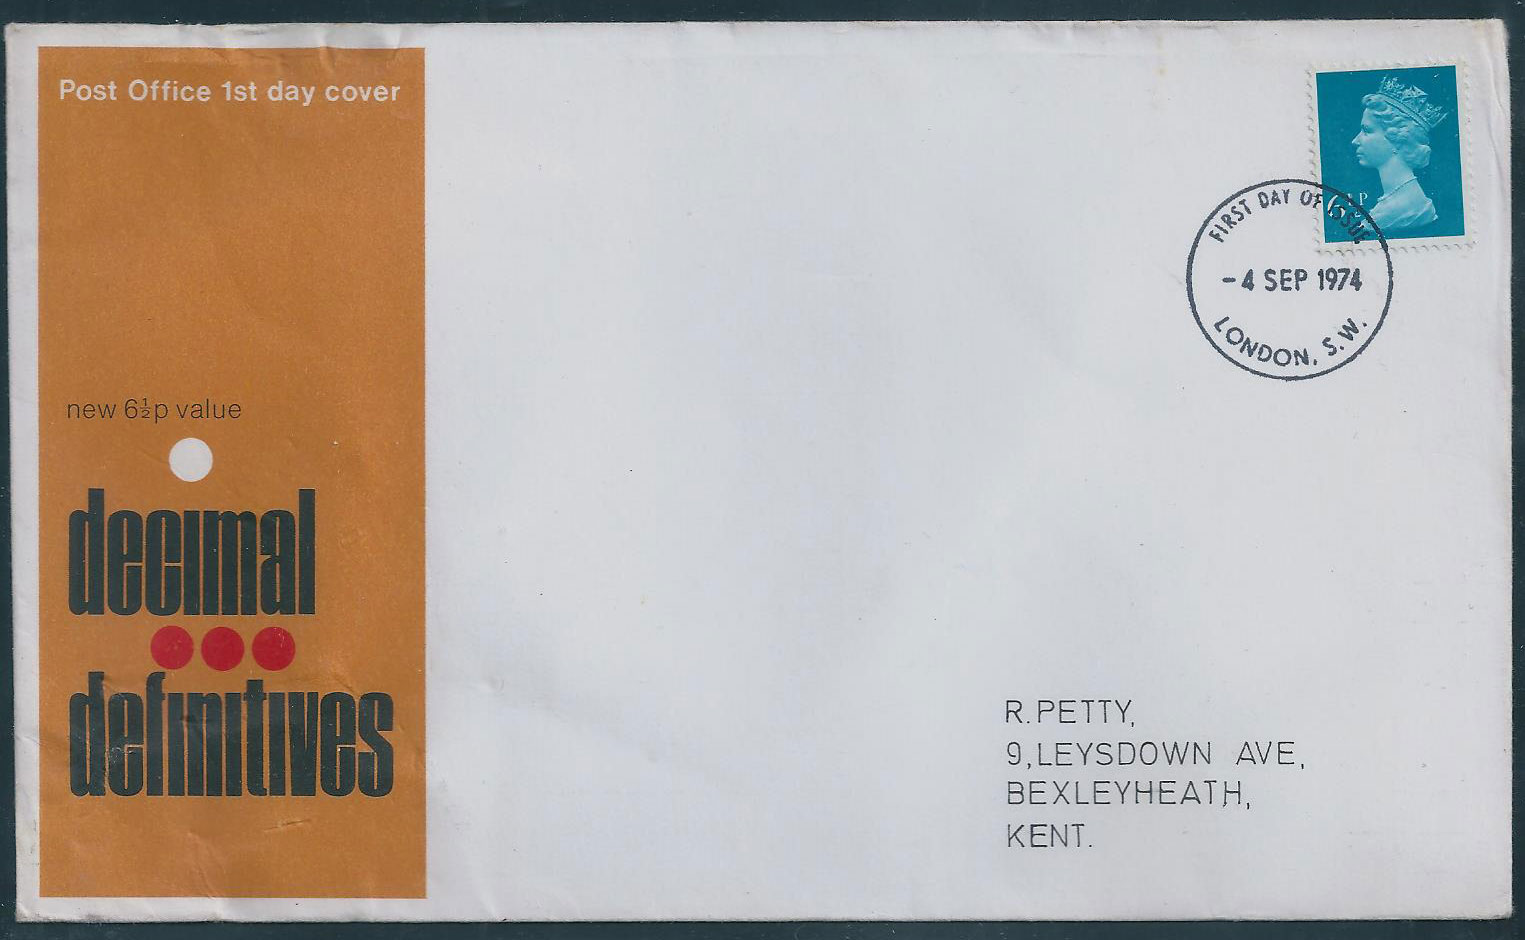 Post Office 1st day cover
new 6½p value
decimal
definitives
FIRST DAY OF ISSUE
-4 SEP 1974
LONDON. S.W.
R.PETTY,
9,LEYSDOWN AVE,
BEXLEYHEATH,
KENT.